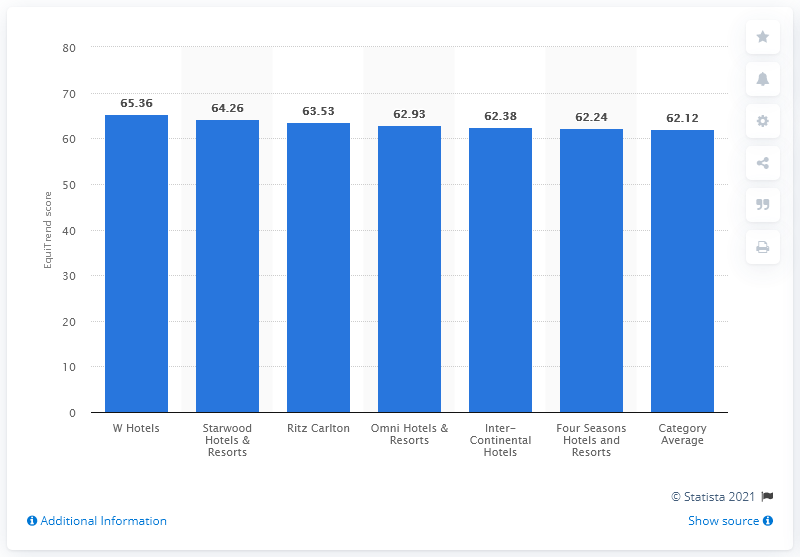 80
70
60
50
40
30
20
10
0
EquiTrend score
65.36
64.26
63.53
62.93
62.38
62.24
62.12
W Hotels
Starwood
Hotels &
Resorts
Ritz Carlton
Omni Hotels &
Resorts
Inter-
Continental
Hotels
Four Seasons
Hotels and
Resorts
Category
Average
© Statista 2021
Additional Information
Show source